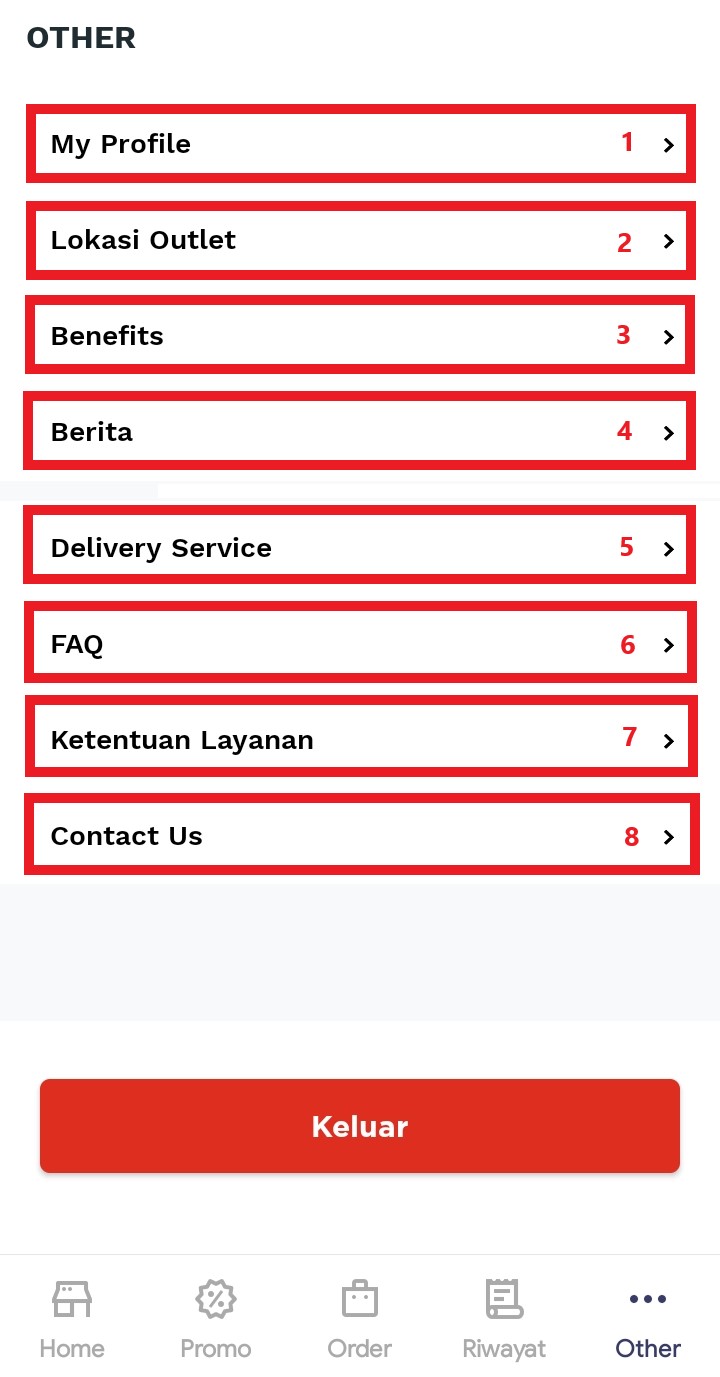 OTHER
My Profile 1
Lokasi Outlet 2
Benefits 3
Berita 4
Delivery Service 5
FAQ 6
Ketentuan Layanan 7
Contact Us 8
Keluar
Home Promo Order Riwayat Other